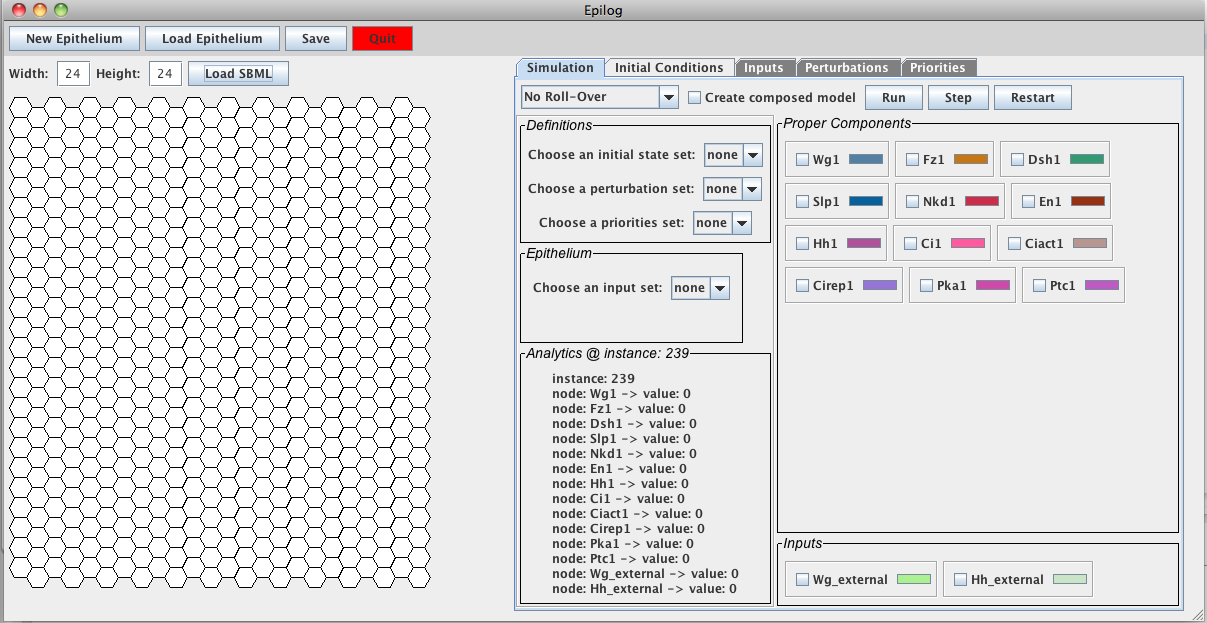 Epilog
New Epithelium Load Epithelium Save Quit
Width: 24 Height: 24 Load SBML
Simulation Initial Conditions Inputs Perturbations Priorities
No Roll-Over Create composed model Run Step Restart
Definitions
Choose an initial state set: none
Choose a perturbation set: none
Choose a priorities set: none
Epithelium
Choose an input set: none
Analytics @ instance: 239
instance: 239
node: Wg1 -> value: 0
node: Fz1 -> value: 0
node: Dsh1 -> value: 0
node: Slp1 -> value: 0
node: Nkd1 -> value: 0
node: En1 -> value: 0
node: Hh1 -> value: 0
node: Ci1 -> value: 0
node: Ciact1 -> value: 0
node: Cirep1 -> value: 0
node: Pka1 -> value: 0
node: Ptc1 -> value: 0
node: Wg_external -> value: 0
node: Hh_external -> value: 0
Proper Components
Wg1 Fz1 Dsh1
Slp1 Nkd1 En1
Hh1 Ci1 Ciact1
Cirep1 Pka1 Ptc1
Inputs
Wg_external Hh_external